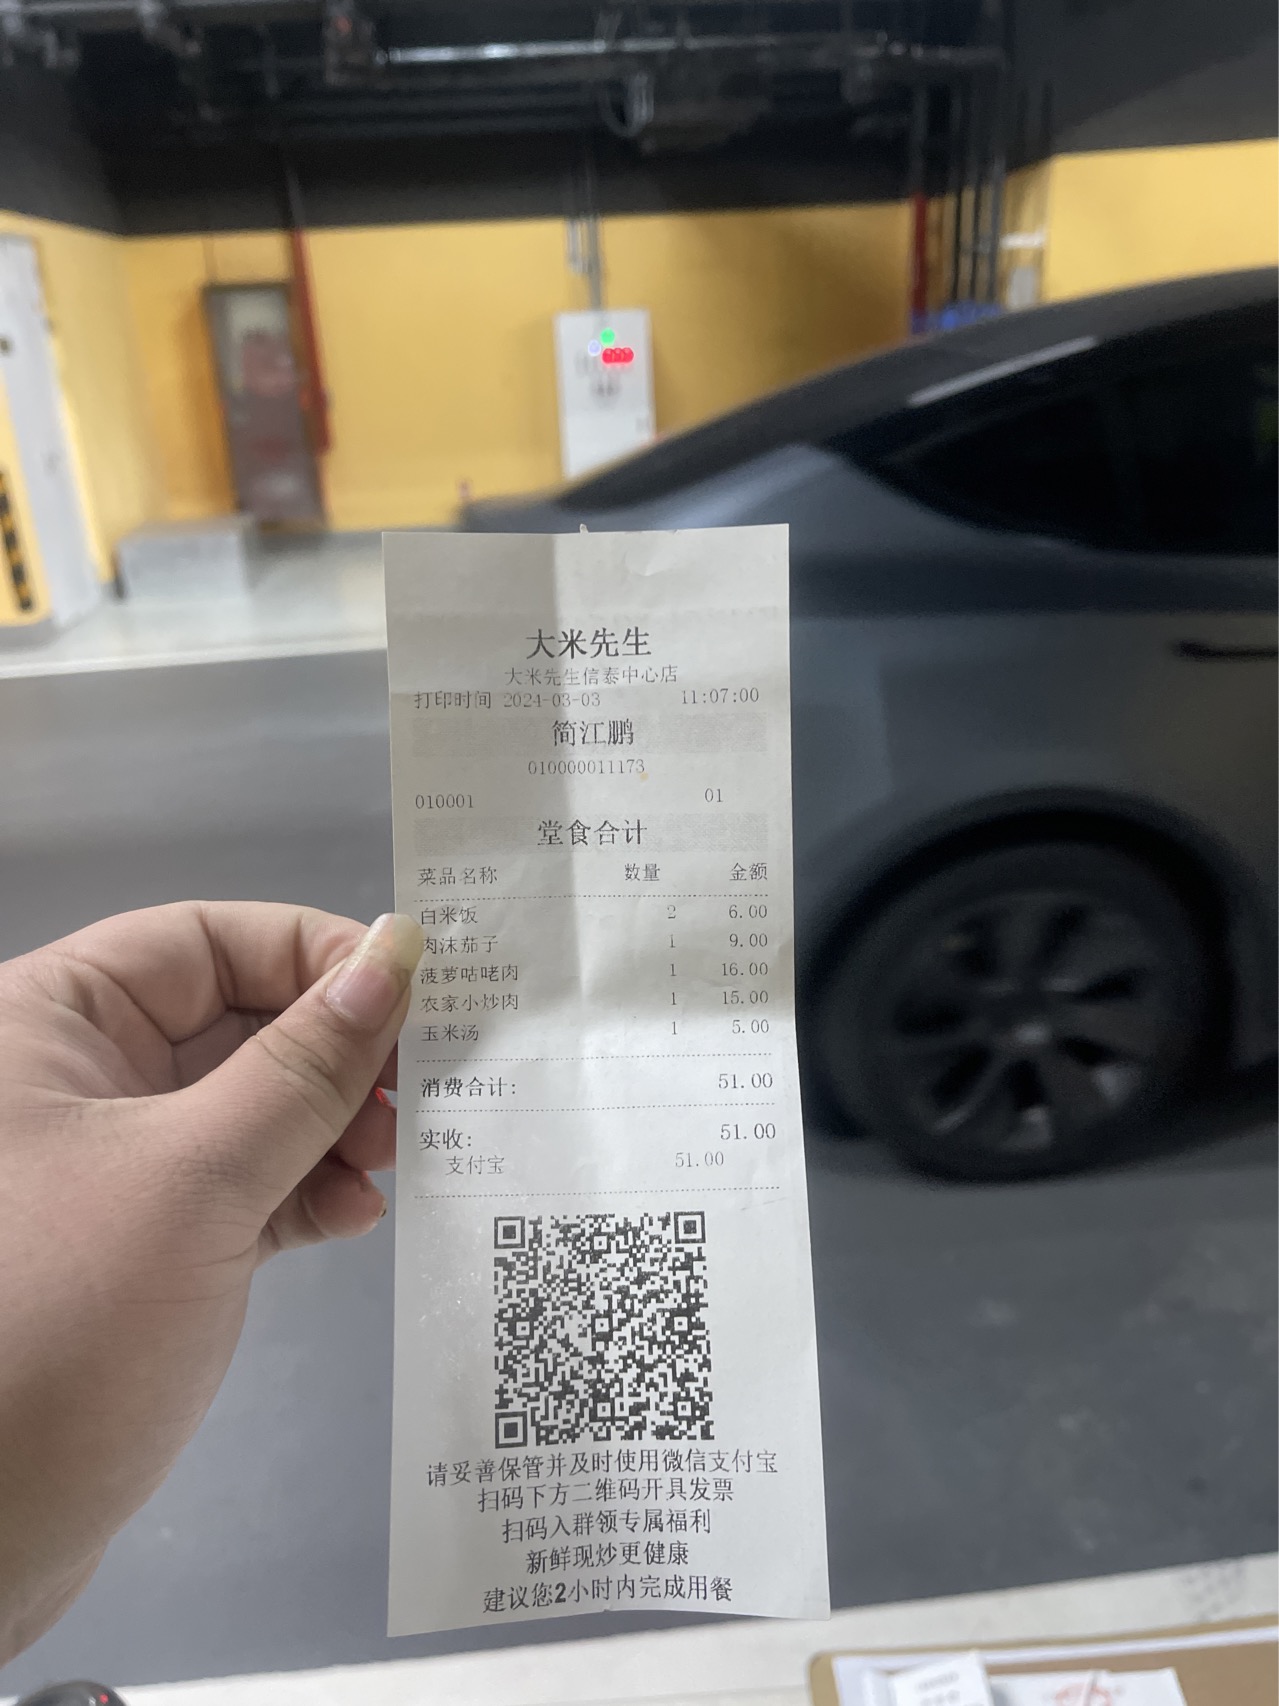 大米先生
大米先生信泰中心店
打印时间 2024-03-03 11:07:00
简江鹏
010000011173
010001 01
堂食合计
菜品名称 数量 金额
白米饭 2 6.00
肉沫茄子 1 9.00
菠萝咕咾肉 1 16.00
农家小炒肉 1 15.00
玉米汤 1 5.00
消费合计: 51.00
实收: 51.00
支付宝 51.00
请妥善保管并及时使用微信支付宝
扫码下方二维码开具发票
扫码入群领专属福利
新鲜现炒更健康
建议您2小时内完成用餐